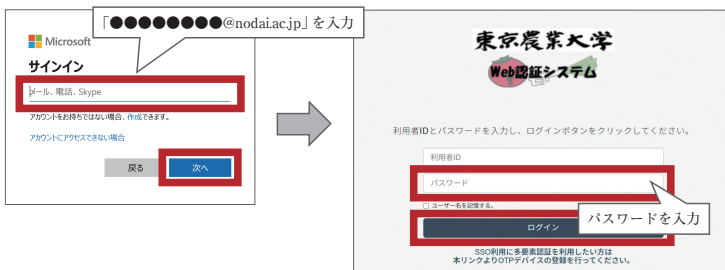 「●●●●●●●●@nodai.ac.jp」を入力
Microsoft
サインイン
メール、電話、Skype
アカウントをお持ちではない場合、作成できます。
アカウントにアクセスできない場合
戻る
次へ
東京農業大学
Web認証システム
利用者IDとパスワードを入力し、ログインボタンをクリックしてください。
利用者ID
パスワード
ユーザー名を記憶する。
パスワードを入力
ログイン
SSO利用に多要素認証を利用したい方は
本リンクよりOTPデバイスの登録を行ってください。